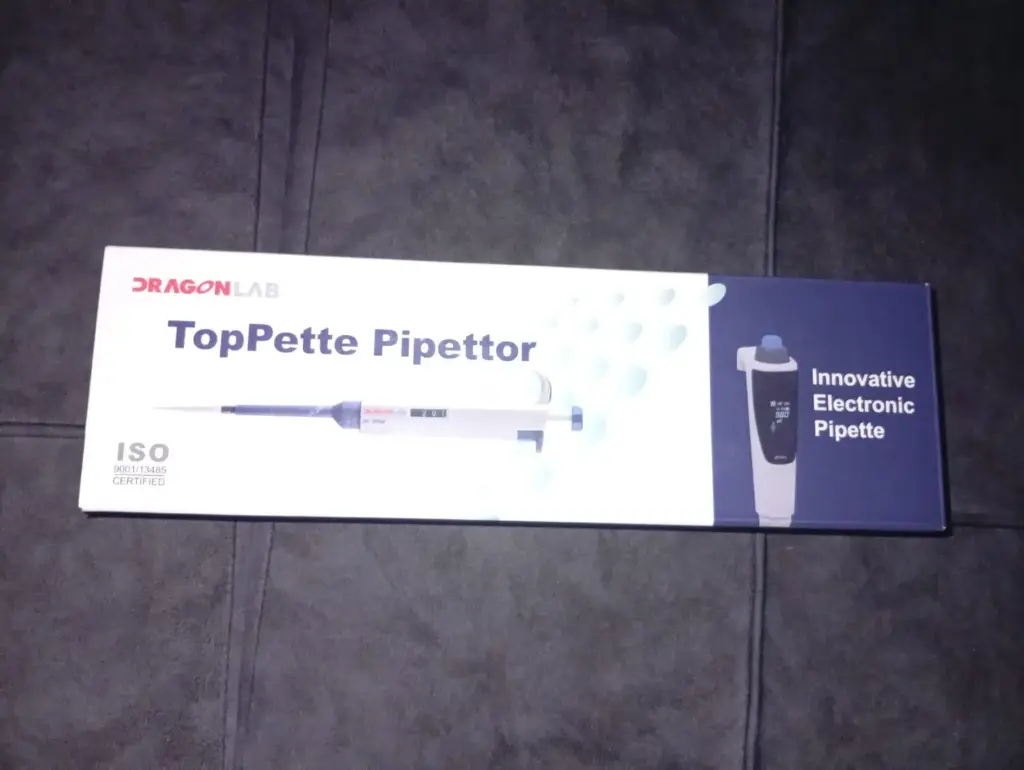 DRAGONLAB
TopPette Pipettor
ISO
9001/13485
CERTIFIED
Innovative
Electronic
Pipette